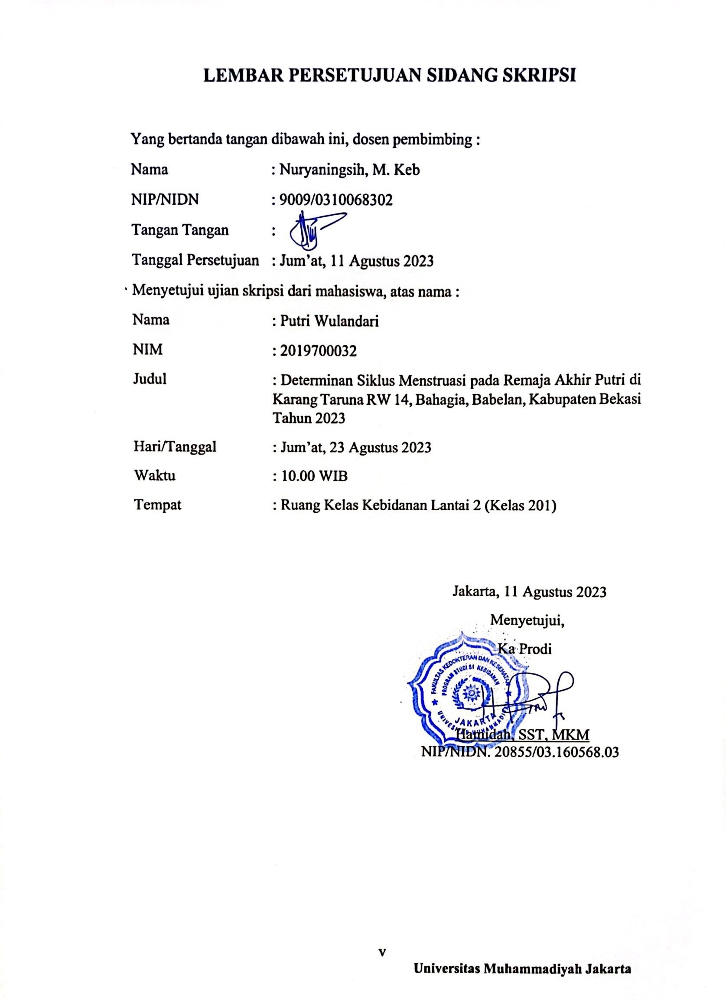 LEMBAR PERSETUJUAN SIDANG SKRIPSI
Yang bertanda tangan dibawah ini, dosen pembimbing :
Nama : Nuryaningsih, M. Keb
NIP/NIDN : 9009/0310068302
Tangan Tangan :
Tanggal Persetujuan : Jum'at, 11 Agustus 2023
Menyetujui ujian skripsi dari mahasiswa, atas nama :
Nama : Putri Wulandari
NIM : 2019700032
Judul : Determinan Siklus Menstruasi pada Remaja Akhir Putri di
Karang Taruna RW 14, Bahagia, Babelan, Kabupaten Bekasi
Tahun 2023
Hari/Tanggal : Jum'at, 23 Agustus 2023
Waktu : 10.00 WIB
Tempat : Ruang Kelas Kebidanan Lantai 2 (Kelas 201)
Jakarta, 11 Agustus 2023
Menyetujui,
Ka Prodi
FAKULTAS KEDOKTERAN DAN KESEHATAN
PROGRAM STUDI S1 KEBIDANAN
JAKARTA
Hamidah, SST, MKM
NIP/NIDN. 20855/03.160568.03
v
Universitas Muhammadiyah Jakarta